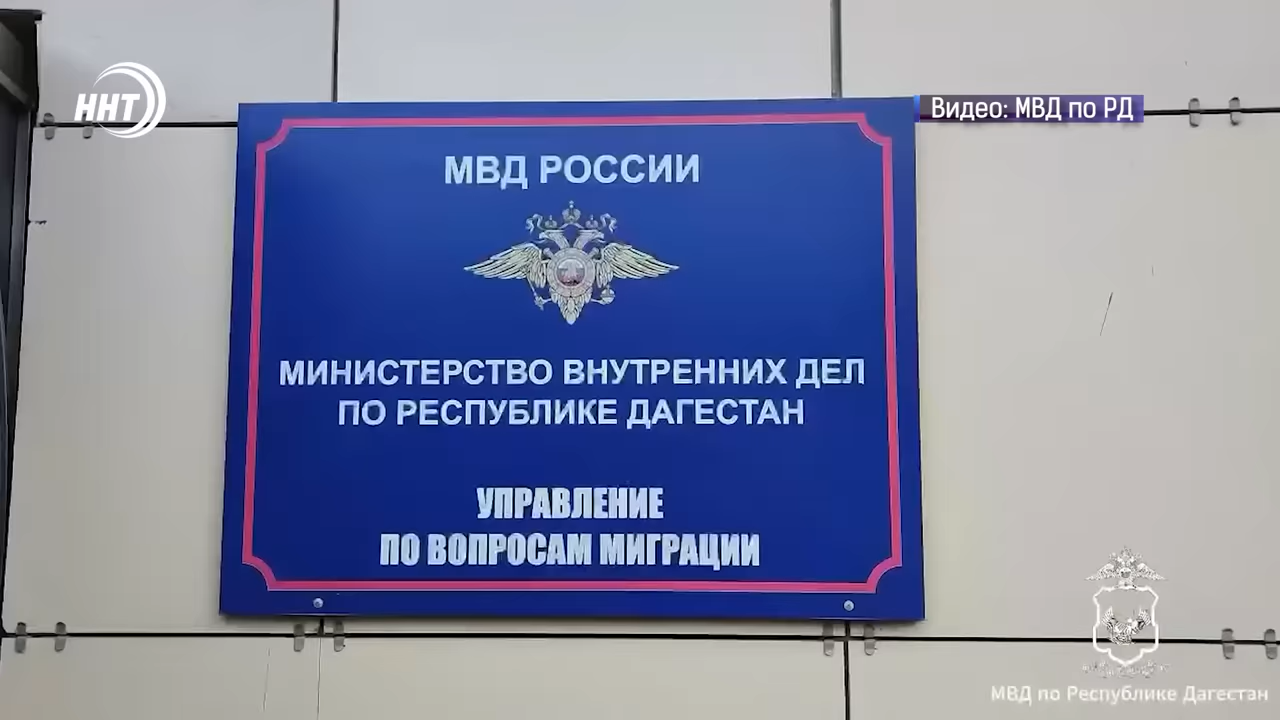 ННТ
Видео: МВД по РД
МВД РОССИИ
МИНИСТЕРСТВО ВНУТРЕННИХ ДЕЛ
ПО РЕСПУБЛИКЕ ДАГЕСТАН
УПРАВЛЕНИЕ
ПО ВОПРОСАМ МИГРАЦИИ
МВД по Республике Дагестан